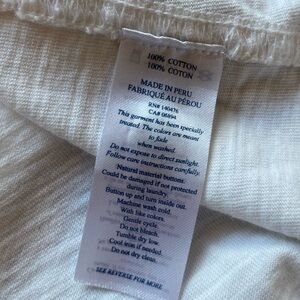 100% COTTON
100% COTON
MADE IN PERU
FABRIQUÉ AU PÉROU
RN# 140476
CA# 06894
This garment has been specially
treated. The colors are meant
to fade
when washed.
Do not expose to direct sunlight.
Follow care instructions carefully.
Natural material buttons.
Could be damaged if not protected
during laundry.
Button up and turn inside out.
Machine wash cold.
With like colors.
Gentle cycle.
Do not bleach.
Tumble dry low.
Cool iron if needed.
Do not dry clean.
SEE REVERSE FOR MORE